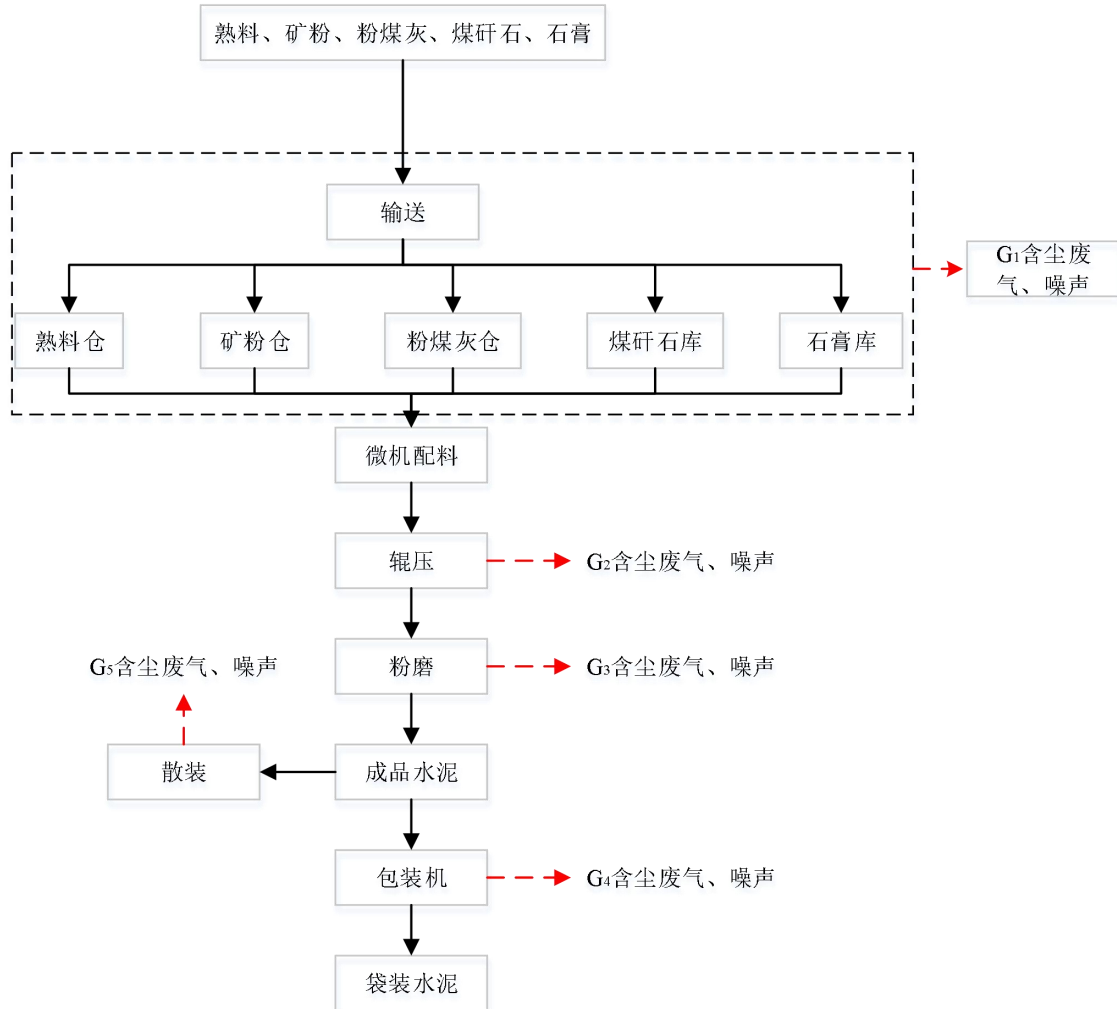 熟料、矿粉、粉煤灰、煤矸石、石膏
输送
G₁含尘废
气、噪声
熟料仓
矿粉仓
粉煤灰仓
煤矸石库
石膏库
微机配料
辊压
G₂含尘废气、噪声
粉磨
G₃含尘废气、噪声
G₅含尘废气、噪声
散装
成品水泥
包装机
G₄含尘废气、噪声
袋装水泥